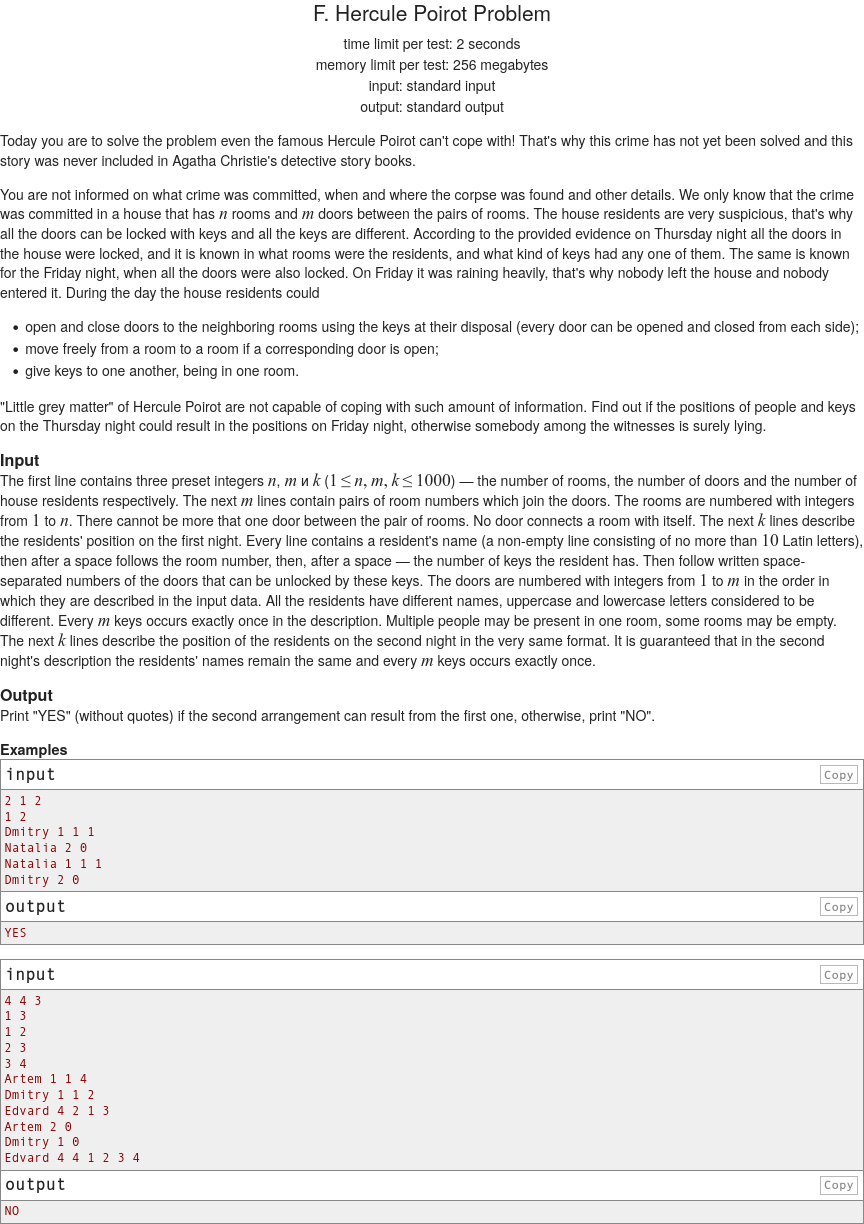 F. Hercule Poirot Problem
time limit per test: 2 seconds
memory limit per test: 256 megabytes
input: standard input
output: standard output
Today you are to solve the problem even the famous Hercule Poirot can't cope with! That's why this crime has not yet been solved and this
story was never included in Agatha Christie's detective story books.
You are not informed on what crime was committed, when and where the corpse was found and other details. We only know that the crime
was committed in a house that has n rooms and m doors between the pairs of rooms. The house residents are very suspicious, that's why
all the doors can be locked with keys and all the keys are different. According to the provided evidence on Thursday night all the doors in
the house were locked, and it is known in what rooms were the residents, and what kind of keys had any one of them. The same is known
for the Friday night, when all the doors were also locked. On Friday it was raining heavily, that's why nobody left the house and nobody
entered it. During the day the house residents could
• open and close doors to the neighboring rooms using the keys at their disposal (every door can be opened and closed from each side);
• move freely from a room to a room if a corresponding door is open;
• give keys to one another, being in one room.
"Little grey matter" of Hercule Poirot are not capable of coping with such amount of information. Find out if the positions of people and keys
on the Thursday night could result in the positions on Friday night, otherwise somebody among the witnesses is surely lying.
Input
The first line contains three preset integers n, m и k (1 ≤ n, m, k ≤ 1000) — the number of rooms, the number of doors and the number of
house residents respectively. The next m lines contain pairs of room numbers which join the doors. The rooms are numbered with integers
from 1 to n. There cannot be more that one door between the pair of rooms. No door connects a room with itself. The next k lines describe
the residents' position on the first night. Every line contains a resident's name (a non-empty line consisting of no more than 10 Latin letters),
then after a space follows the room number, then, after a space — the number of keys the resident has. Then follow written space-
separated numbers of the doors that can be unlocked by these keys. The doors are numbered with integers from 1 to m in the order in
which they are described in the input data. All the residents have different names, uppercase and lowercase letters considered to be
different. Every m keys occurs exactly once in the description. Multiple people may be present in one room, some rooms may be empty.
The next k lines describe the position of the residents on the second night in the very same format. It is guaranteed that in the second
night's description the residents' names remain the same and every m keys occurs exactly once.
Output
Print "YES" (without quotes) if the second arrangement can result from the first one, otherwise, print "NO".
Examples
input Copy
2 1 2
1 2
Dmitry 1 1 1
Natalia 2 0
Natalia 1 1 1
Dmitry 2 0
output Copy
YES
input Copy
4 4 3
1 3
1 2
2 3
3 4
Artem 1 1 4
Dmitry 1 1 2
Edvard 4 2 1 3
Artem 2 0
Dmitry 1 0
Edvard 4 4 1 2 3 4
output Copy
NO